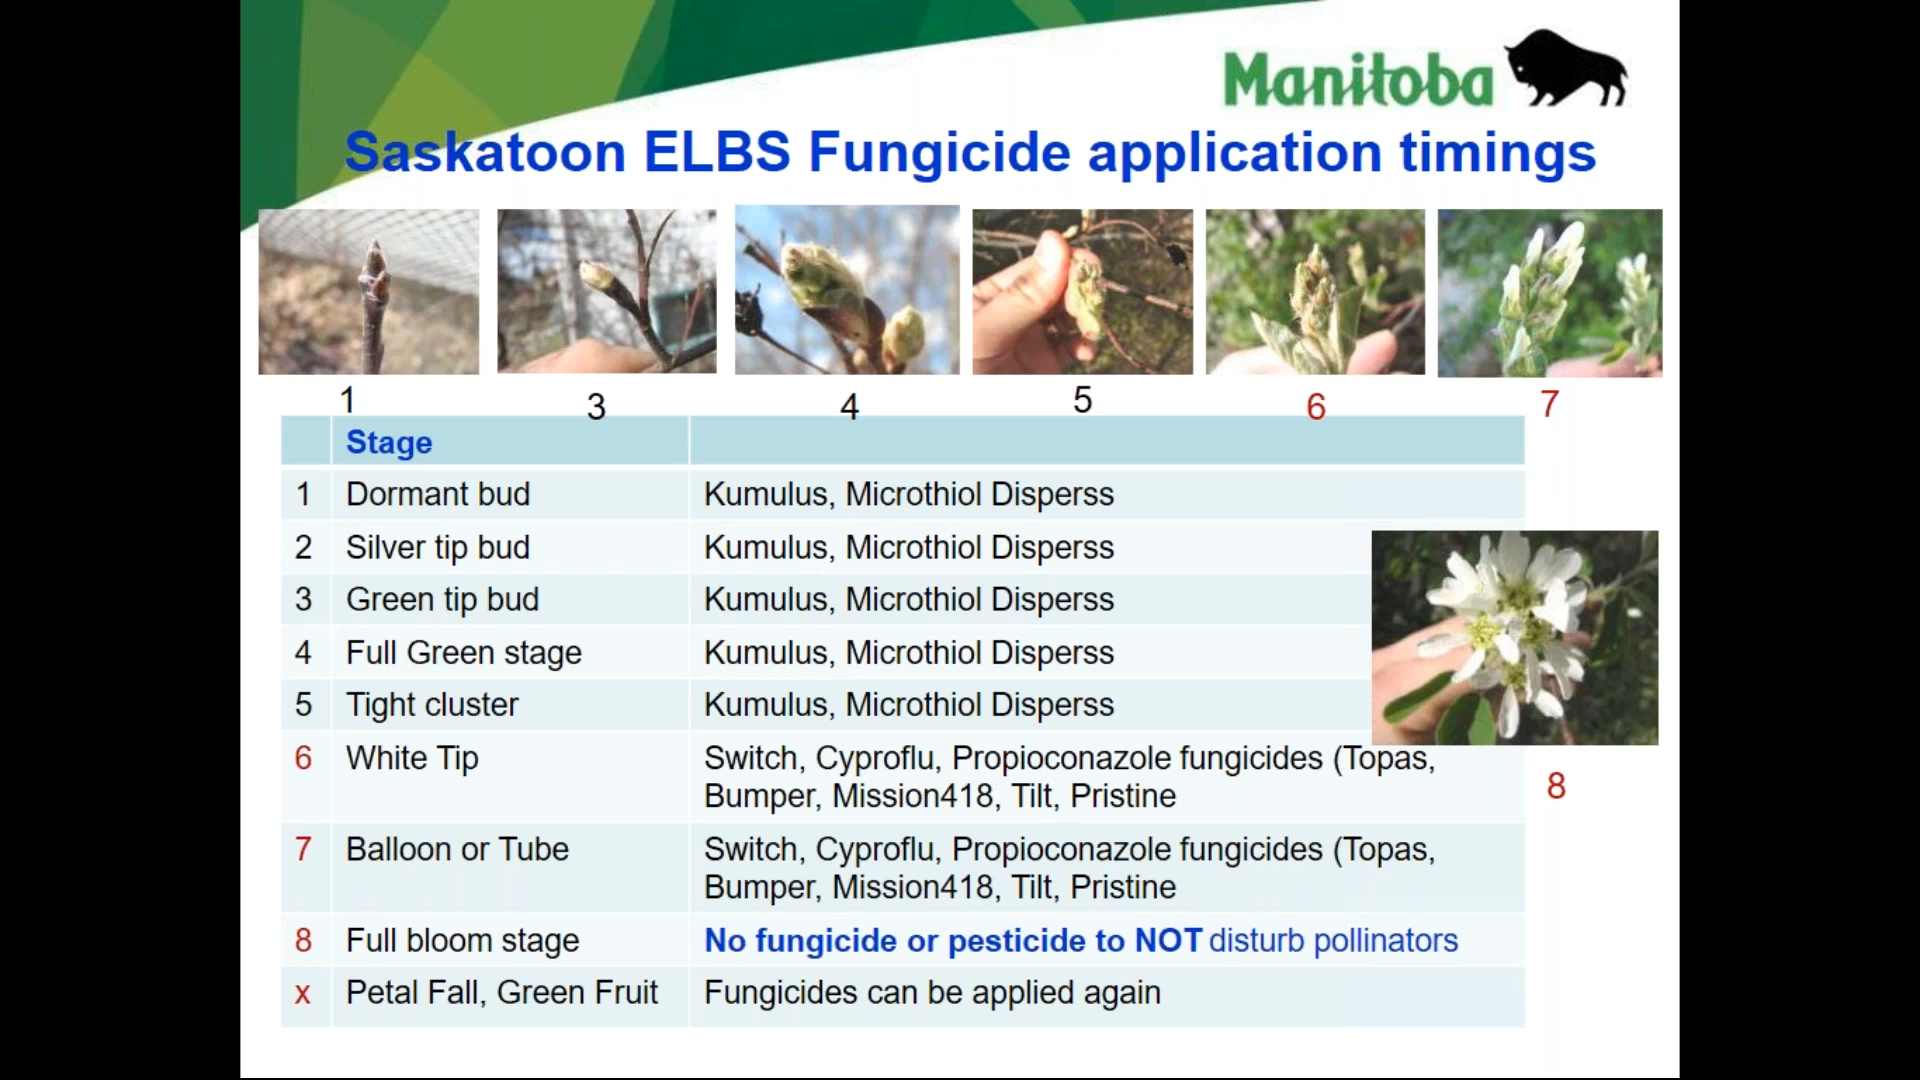 Manitoba
Saskatoon ELBS Fungicide application timings
1 3 4 5 6 7
Stage
1 Dormant bud Kumulus, Microthiol Disperss
2 Silver tip bud Kumulus, Microthiol Disperss
3 Green tip bud Kumulus, Microthiol Disperss
4 Full Green stage Kumulus, Microthiol Disperss
5 Tight cluster Kumulus, Microthiol Disperss
6 White Tip Switch, Cyproflu, Propioconazole fungicides (Topas,
Bumper, Mission418, Tilt, Pristine
8
7 Balloon or Tube Switch, Cyproflu, Propioconazole fungicides (Topas,
Bumper, Mission418, Tilt, Pristine
8 Full bloom stage No fungicide or pesticide to NOT disturb pollinators
x Petal Fall, Green Fruit Fungicides can be applied again